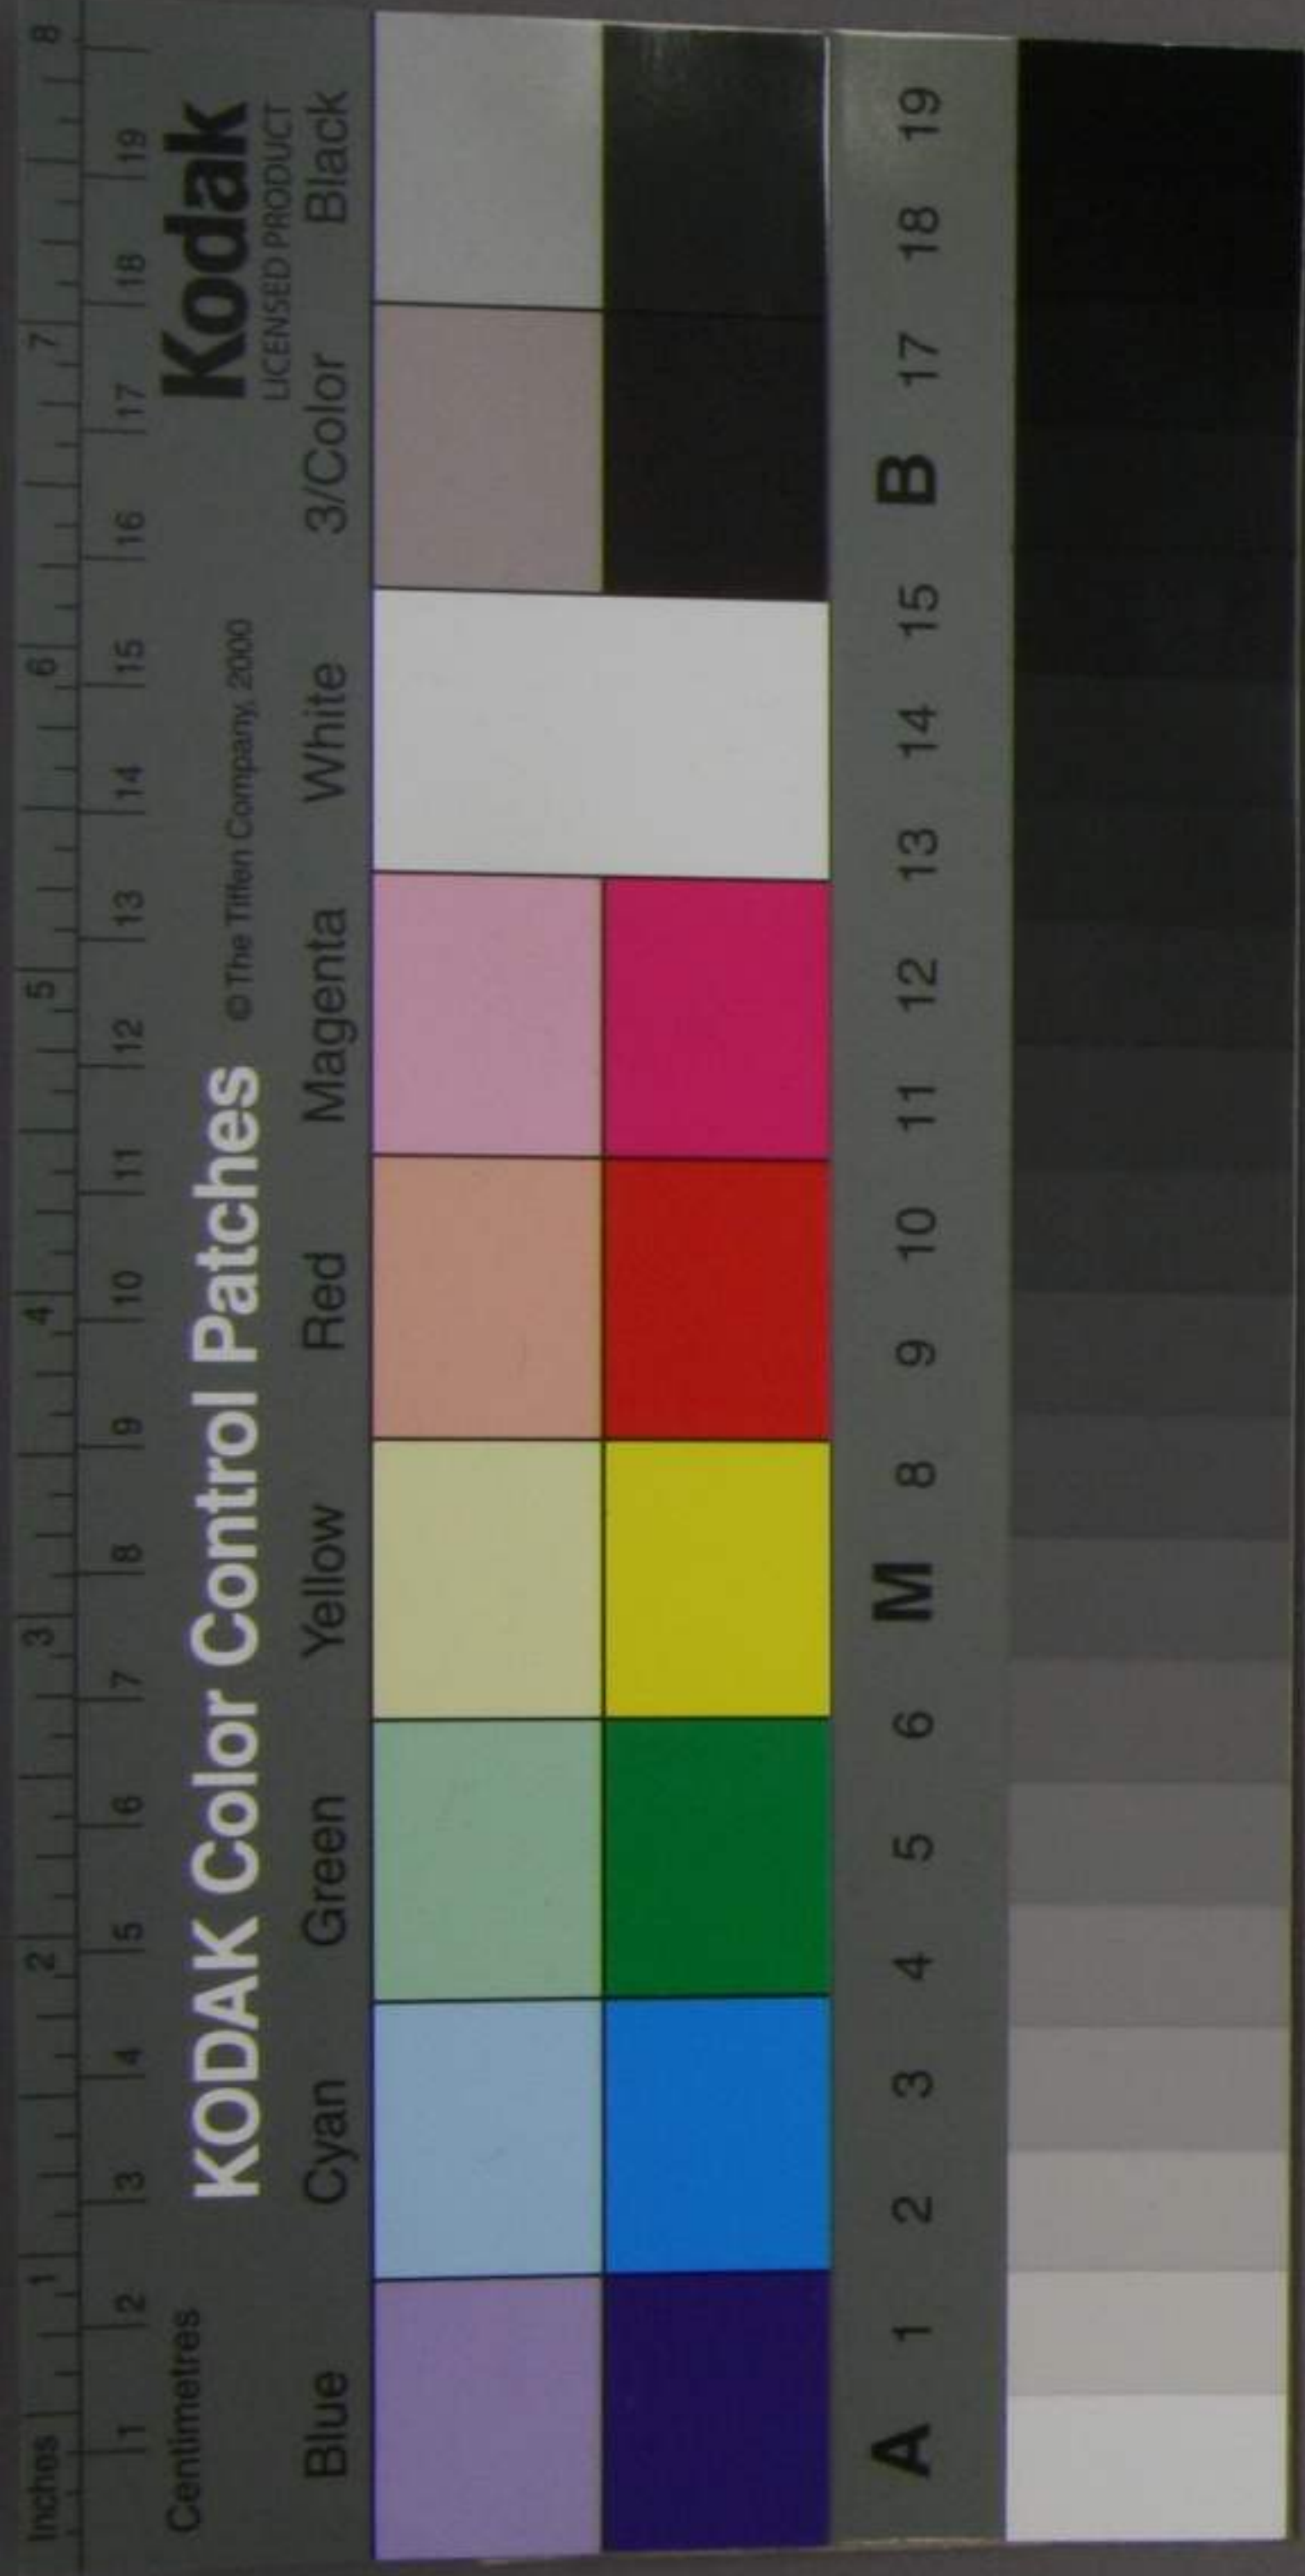 Inches 1 2 3 4 5 6 7 8
1 2 3 4 5 6 7 8 9 10 11 12 13 14 15 16 17 18 19
Centimetres
KODAK Color Control Patches © The Tiffen Company, 2000 Kodak
LICENSED PRODUCT
Blue Cyan Green Yellow Red Magenta White 3/Color Black
A 1 2 3 4 5 6 M 8 9 10 11 12 13 14 15 B 17 18 19